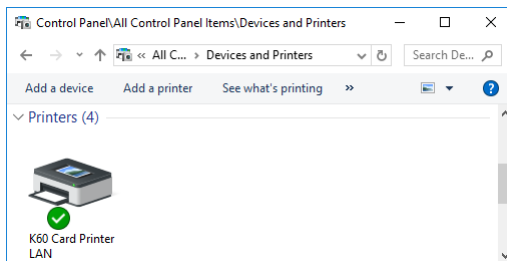 Control Panel\All Control Panel Items\Devices and Printers
« All C... › Devices and Printers
Search De...
Add a device Add a printer See what's printing »
Printers (4)
K60 Card Printer
LAN